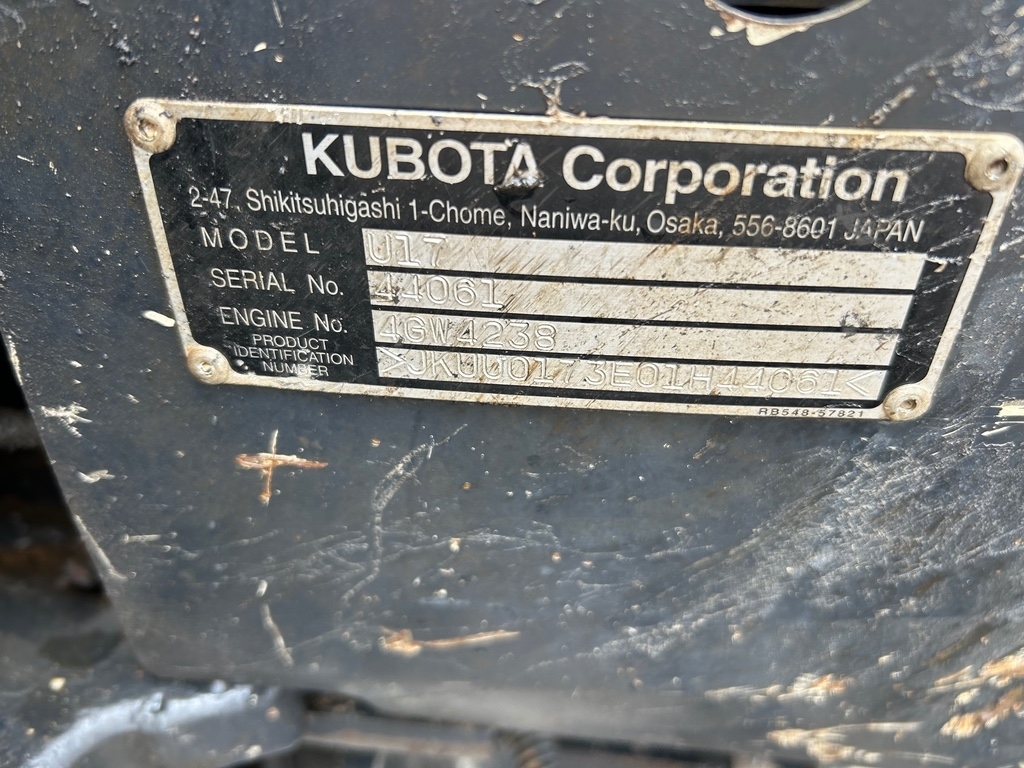 KUBOTA Corporation
2-47, Shikitsuhigashi 1-Chome, Naniwa-ku, Osaka, 556-8601 JAPAN
MODEL U17
SERIAL No. 44061
ENGINE No. 4GW4238
PRODUCT IDENTIFICATION NUMBER >JKUU0173E01H44061<
RB548-57821